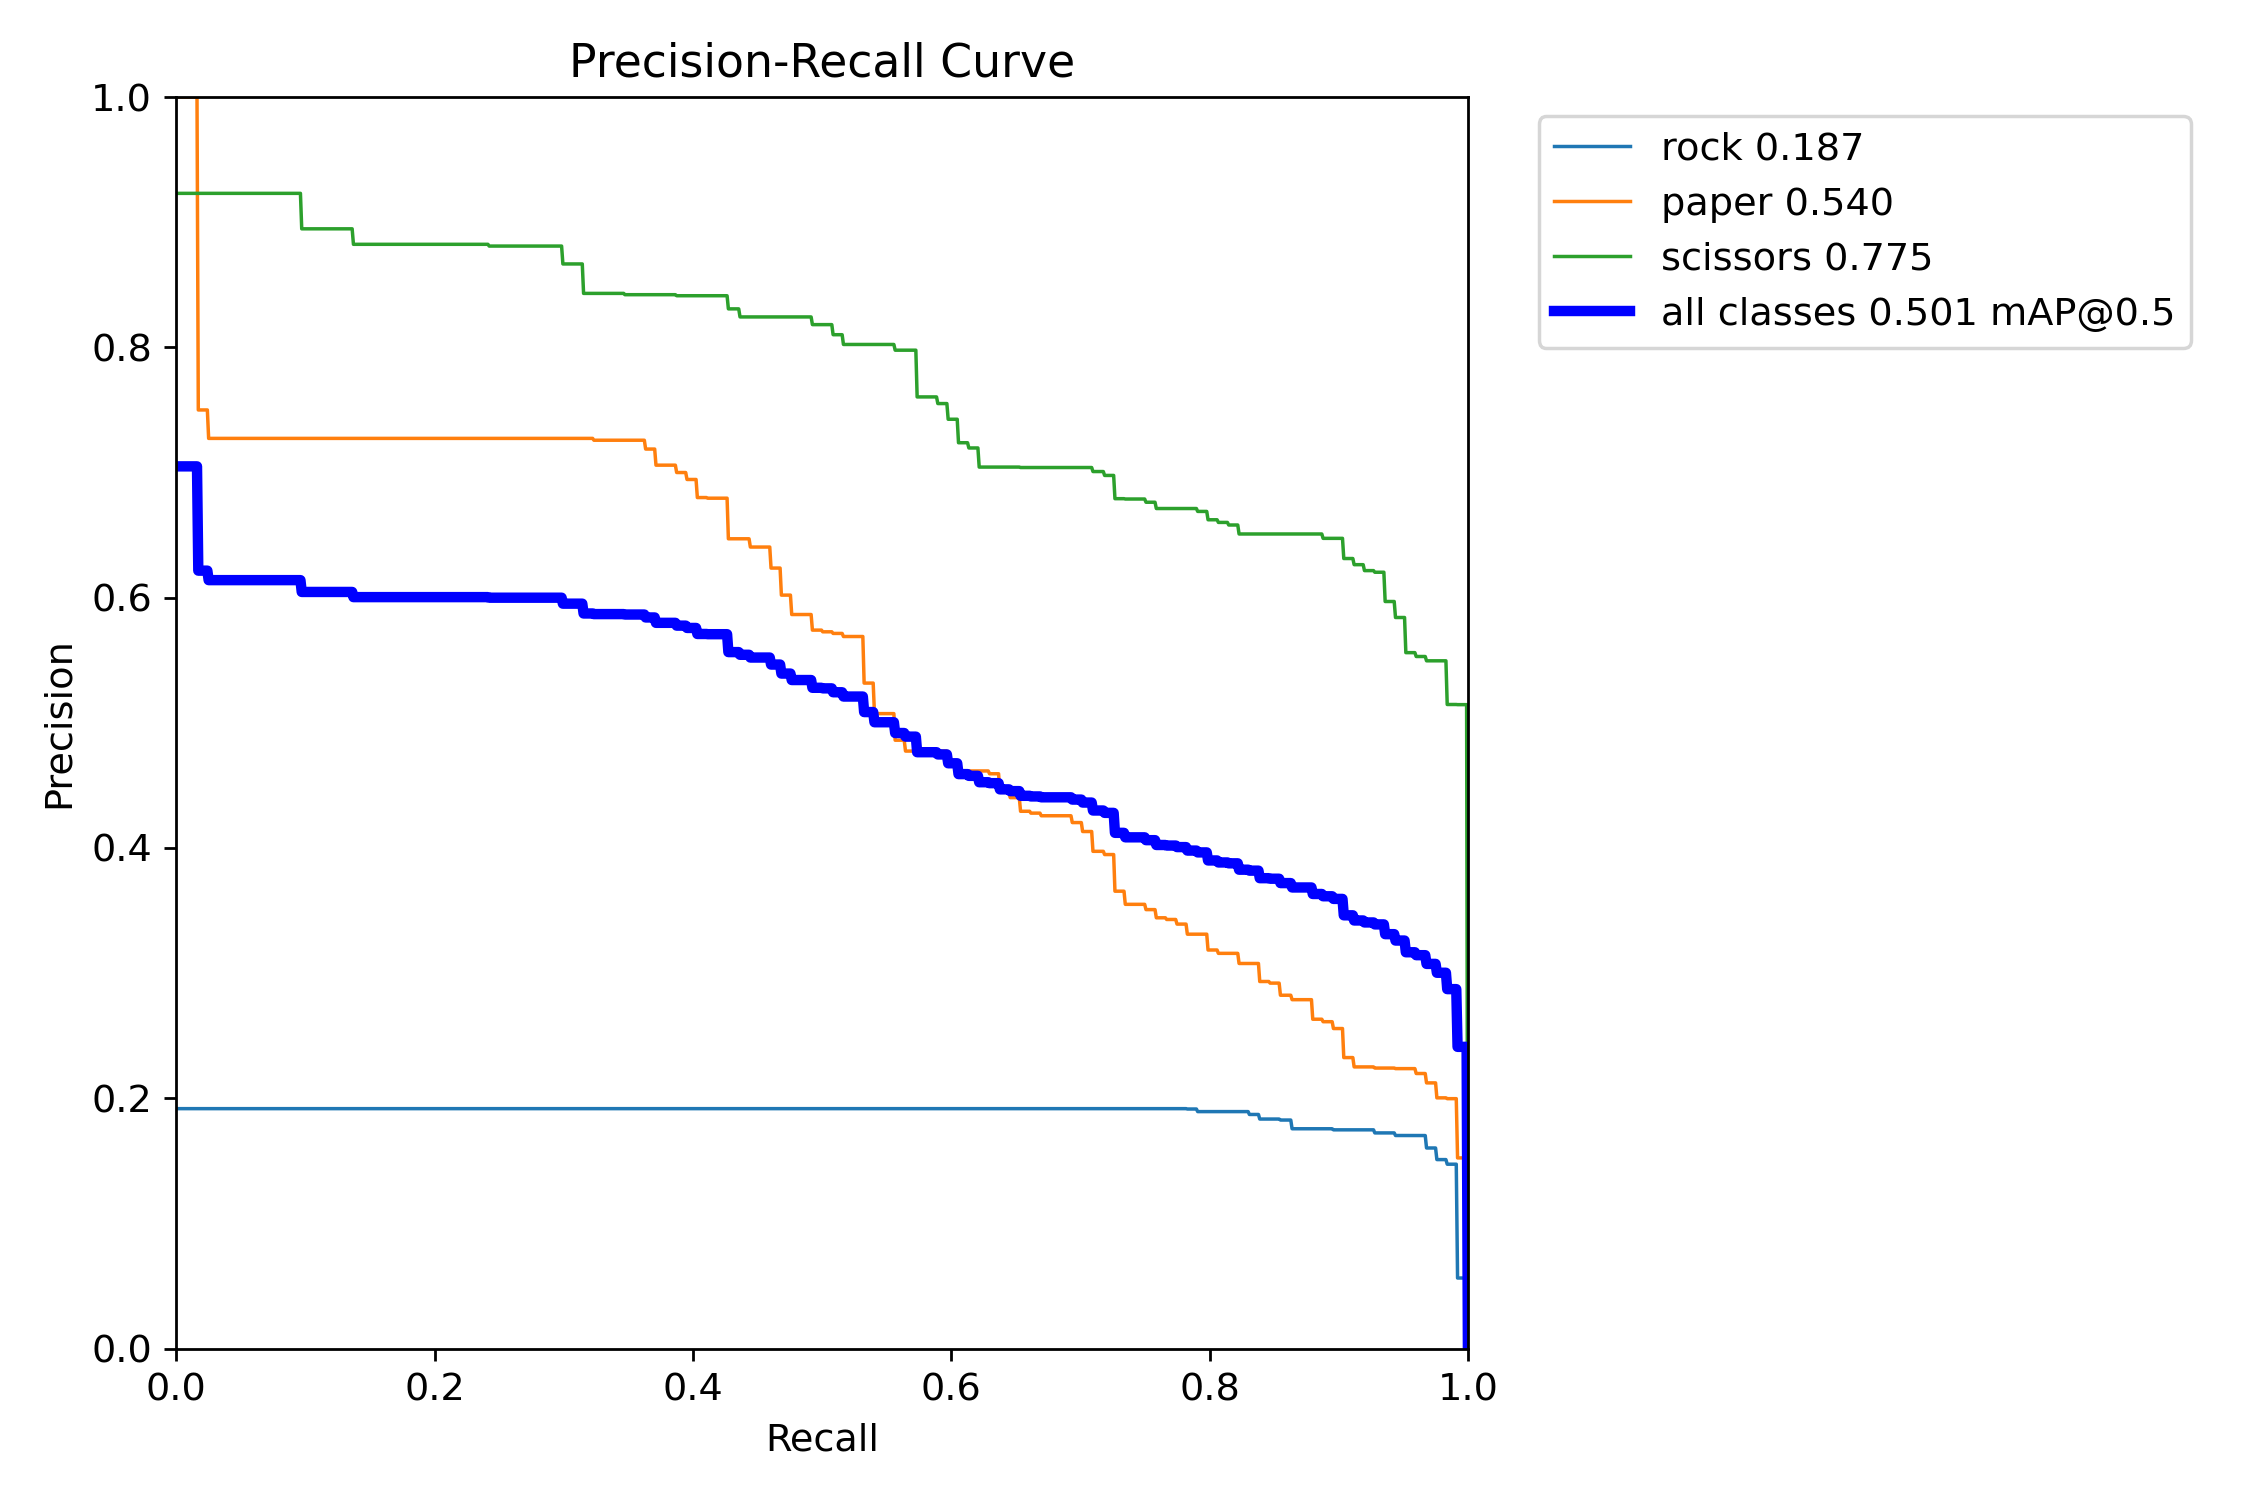 Precision-Recall Curve
1.0
0.8
0.6
0.4
0.2
0.0
Precision
0.0 0.2 0.4 0.6 0.8 1.0
Recall
rock 0.187
paper 0.540
scissors 0.775
all classes 0.501 mAP@0.5